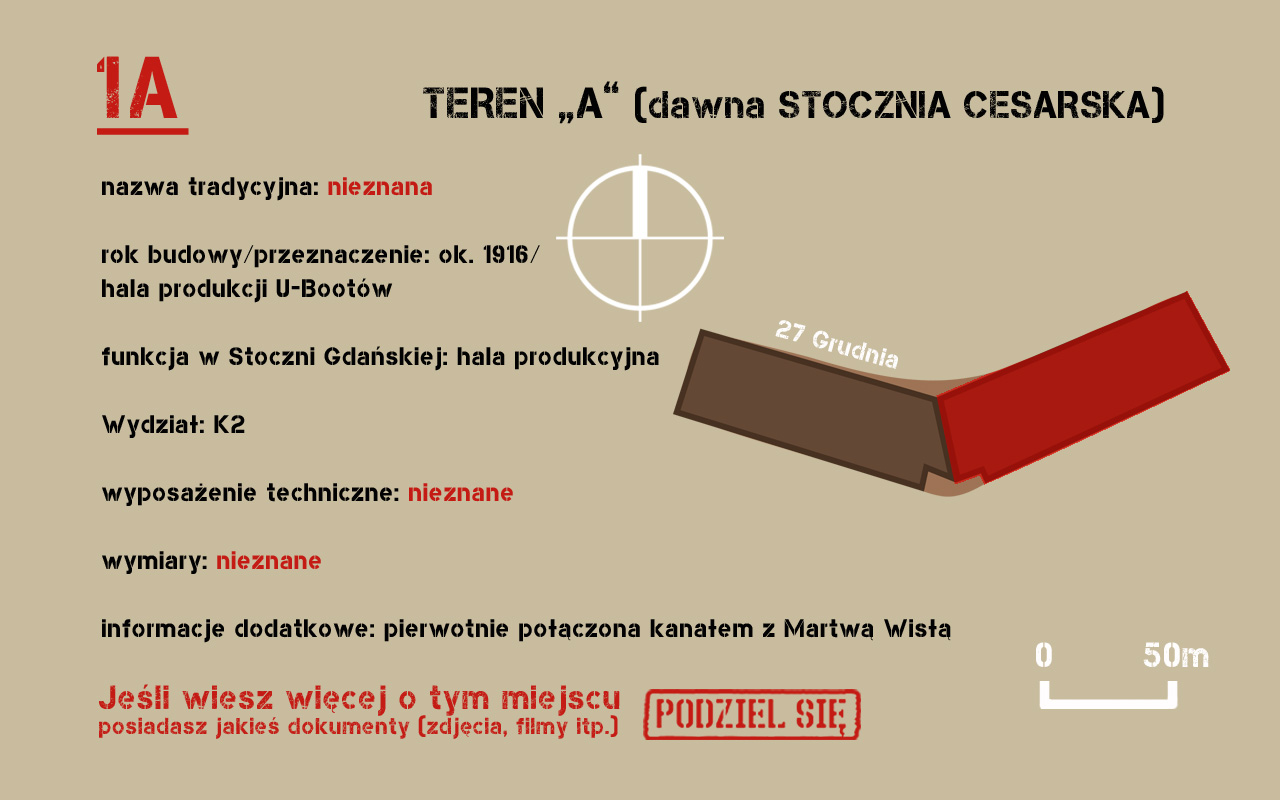 1A
TEREN „A“ (dawna STOCZNIA CESARSKA)
nazwa tradycyjna: nieznana
rok budowy/przeznaczenie: ok. 1916/
hala produkcji U-Bootów
27 Grudnia
funkcja w Stoczni Gdańskiej: hala produkcyjna
Wydział: K2
wyposażenie techniczne: nieznane
wymiary: nieznane
informacje dodatkowe: pierwotnie połączona kanałem z Martwą Wisłą
0 50m
Jeśli wiesz więcej o tym miejscu
posiadasz jakieś dokumenty (zdjęcia, filmy itp.)
PODZIEL SIĘ